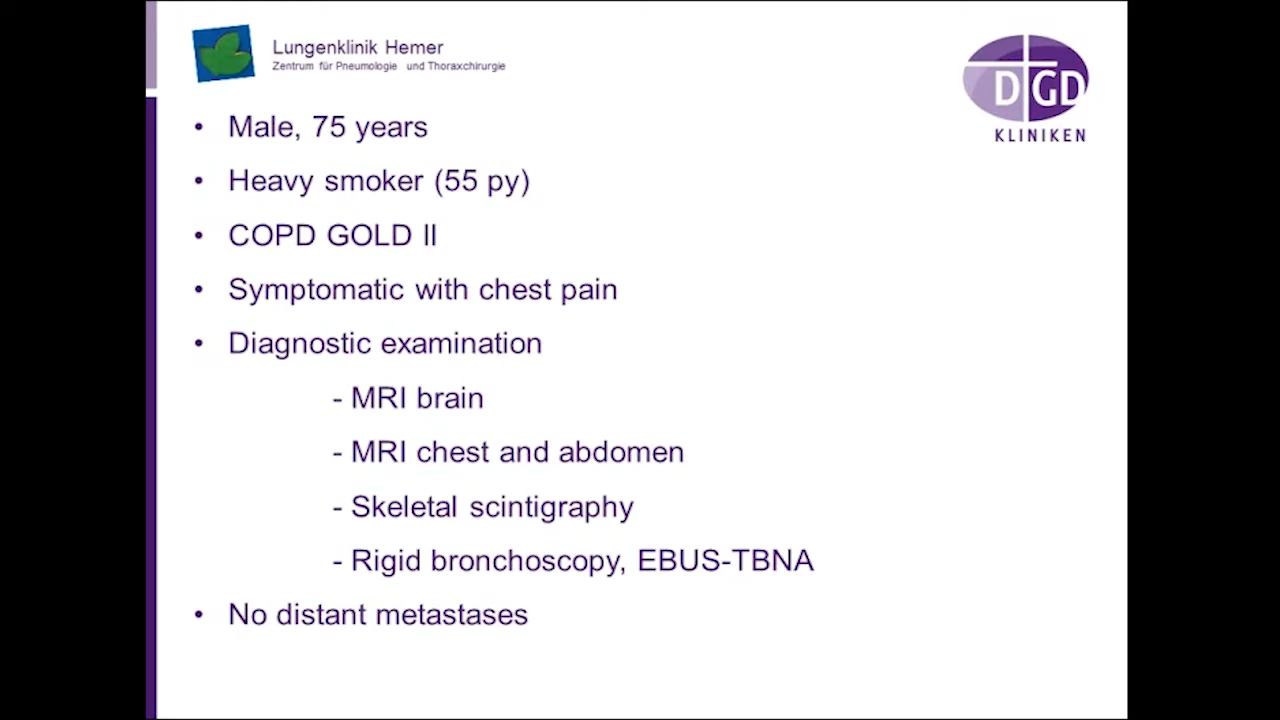 Lungenklinik Hemer
Zentrum für Pneumologie und Thoraxchirurgie
DGD
KLINIKEN
• Male, 75 years
• Heavy smoker (55 py)
• COPD GOLD II
• Symptomatic with chest pain
• Diagnostic examination
- MRI brain
- MRI chest and abdomen
- Skeletal scintigraphy
- Rigid bronchoscopy, EBUS-TBNA
• No distant metastases